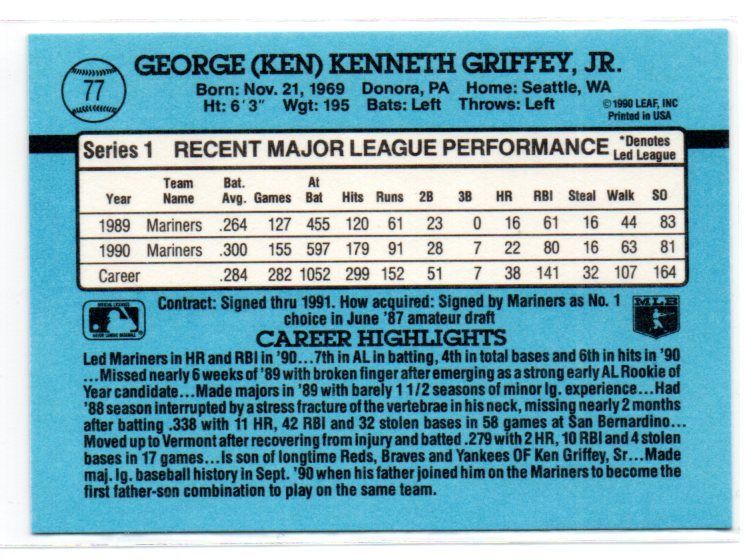 77
GEORGE (KEN) KENNETH GRIFFEY, JR.
Born: Nov. 21, 1969 Donora, PA Home: Seattle, WA
Ht: 6'3" Wgt: 195 Bats: Left Throws: Left
©1990 LEAF, INC
Printed in USA
Series 1 RECENT MAJOR LEAGUE PERFORMANCE *Denotes Led League
Year Team Name Bat. Avg. Games At Bat Hits Runs 2B 3B HR RBI Steal Walk SO
1989 Mariners .264 127 455 120 61 23 0 16 61 16 44 83
1990 Mariners .300 155 597 179 91 28 7 22 80 16 63 81
Career .284 282 1052 299 152 51 7 38 141 32 107 164
Contract: Signed thru 1991. How acquired: Signed by Mariners as No. 1
choice in June '87 amateur draft
MLB
CAREER HIGHLIGHTS
Led Mariners in HR and RBI in '90...7th in AL in batting, 4th in total bases and 6th in hits in '90
...Missed nearly 6 weeks of '89 with broken finger after emerging as a strong early AL Rookie of
Year candidate...Made majors in '89 with barely 1 1/2 seasons of minor lg. experience...Had
'88 season interrupted by a stress fracture of the vertebrae in his neck, missing nearly 2 months
after batting .338 with 11 HR, 42 RBI and 32 stolen bases in 58 games at San Bernardino...
Moved up to Vermont after recovering from injury and batted .279 with 2 HR, 10 RBI and 4 stolen
bases in 17 games...Is son of longtime Reds, Braves and Yankees OF Ken Griffey, Sr...Made
maj. lg. baseball history in Sept. '90 when his father joined him on the Mariners to become the
first father-son combination to play on the same team.